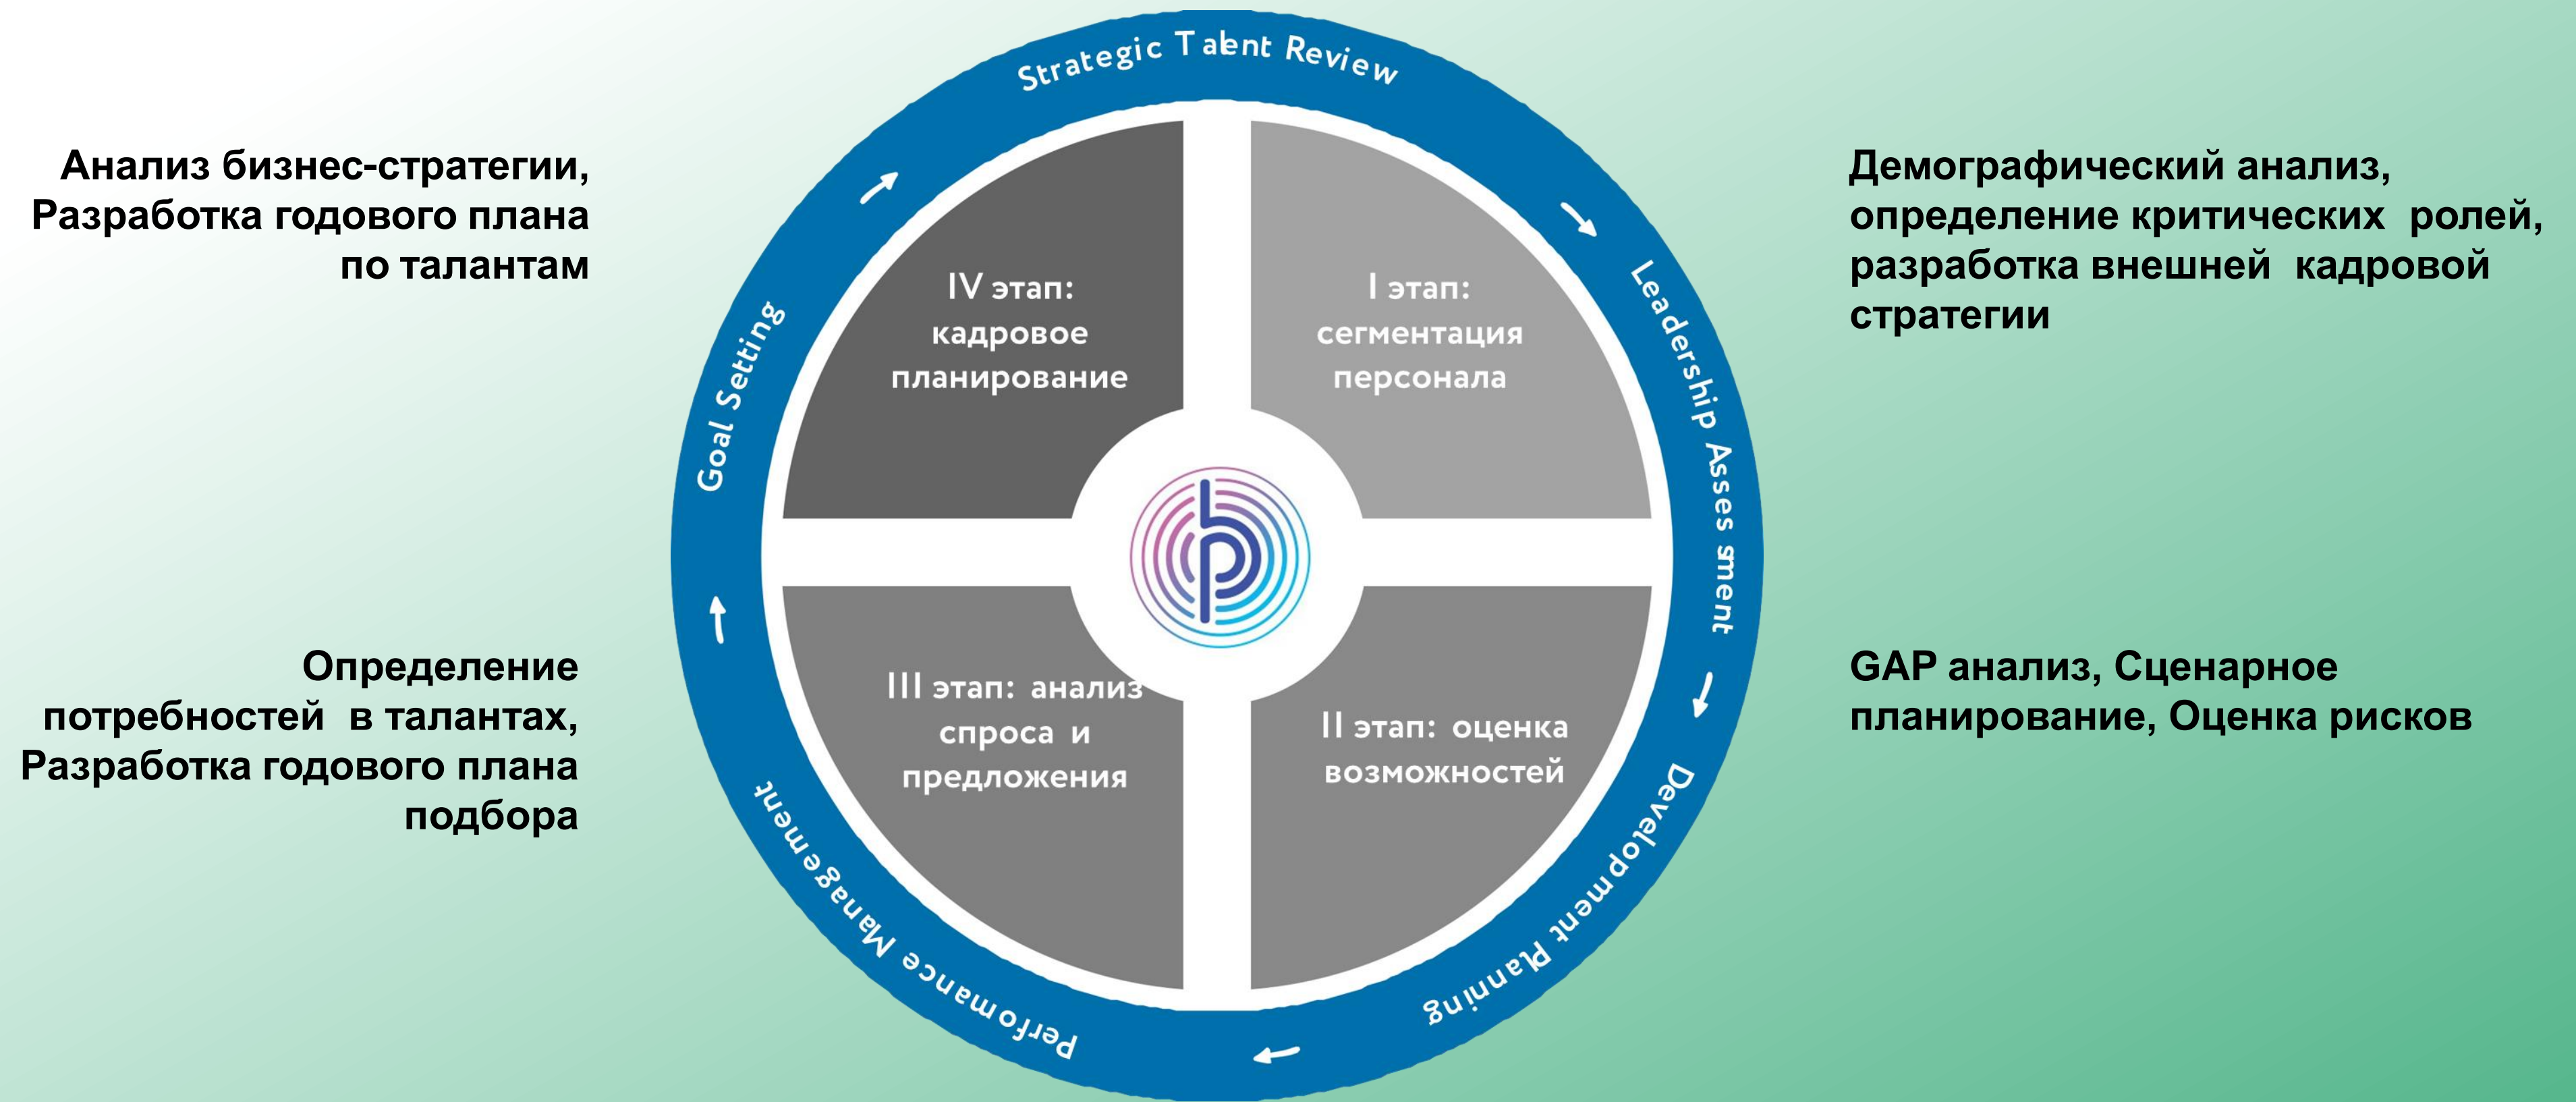 Strategic Talent Review
Анализ бизнес-стратегии,
Разработка годового плана
по талантам
Демографический анализ,
определение критических ролей,
разработка внешней кадровой
стратегии
Goal Setting
IV этап:
кадровое
планирование
I этап:
сегментация
персонала
Leadership Assessment
Определение
потребностей в талантах,
Разработка годового плана
подбора
III этап: анализ
спроса и
предложения
II этап: оценка
возможностей
GAP анализ, Сценарное
планирование, Оценка рисков
Performance Management
Development Planning